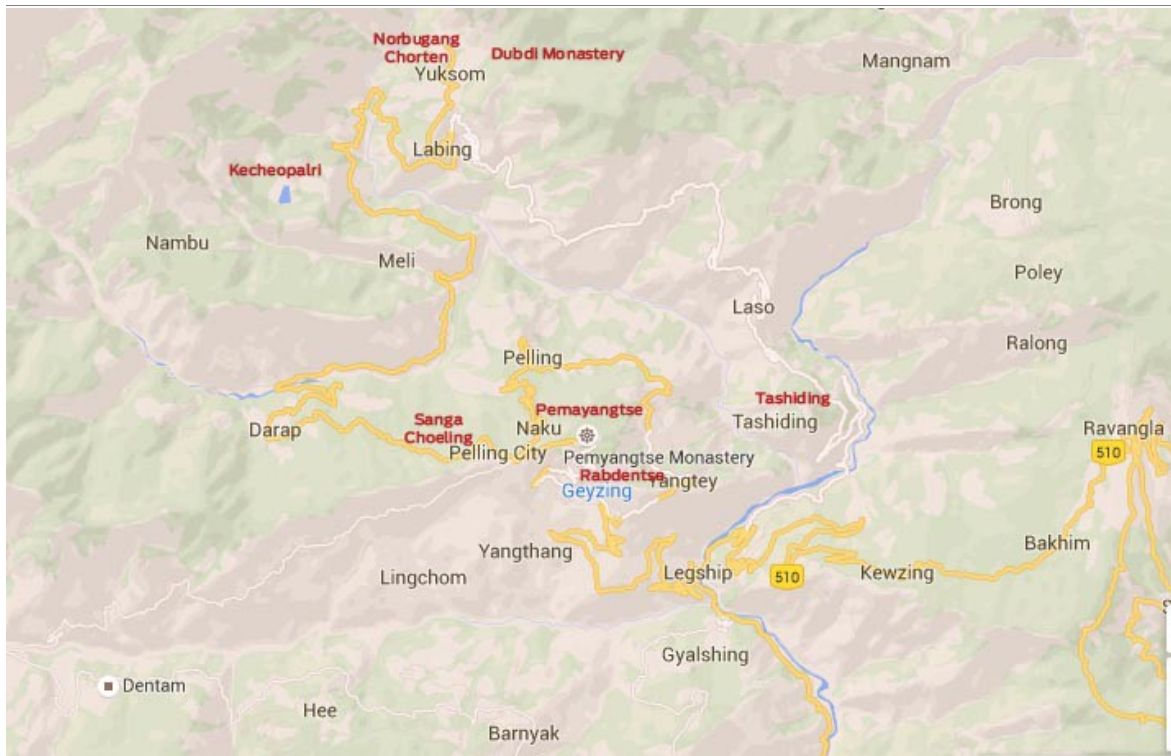 Norbugang
Chorten
Dubdi Monastery
Yuksom
Mangnam
Labing
Kecheopalri
Brong
Nambu
Meli
Poley
Laso
Ralong
Pelling
Tashiding
Pemayangtse
Sanga
Choeling
Darap
Naku
Tashiding
Ravangla
Pelling City
510
Pemyangtse Monastery
Rabdentse
Yangtey
Geyzing
Yangthang
Bakhim
Lingchom
Legship
510
Kewzing
Gyalshing
Dentam
Hee
Barnyak